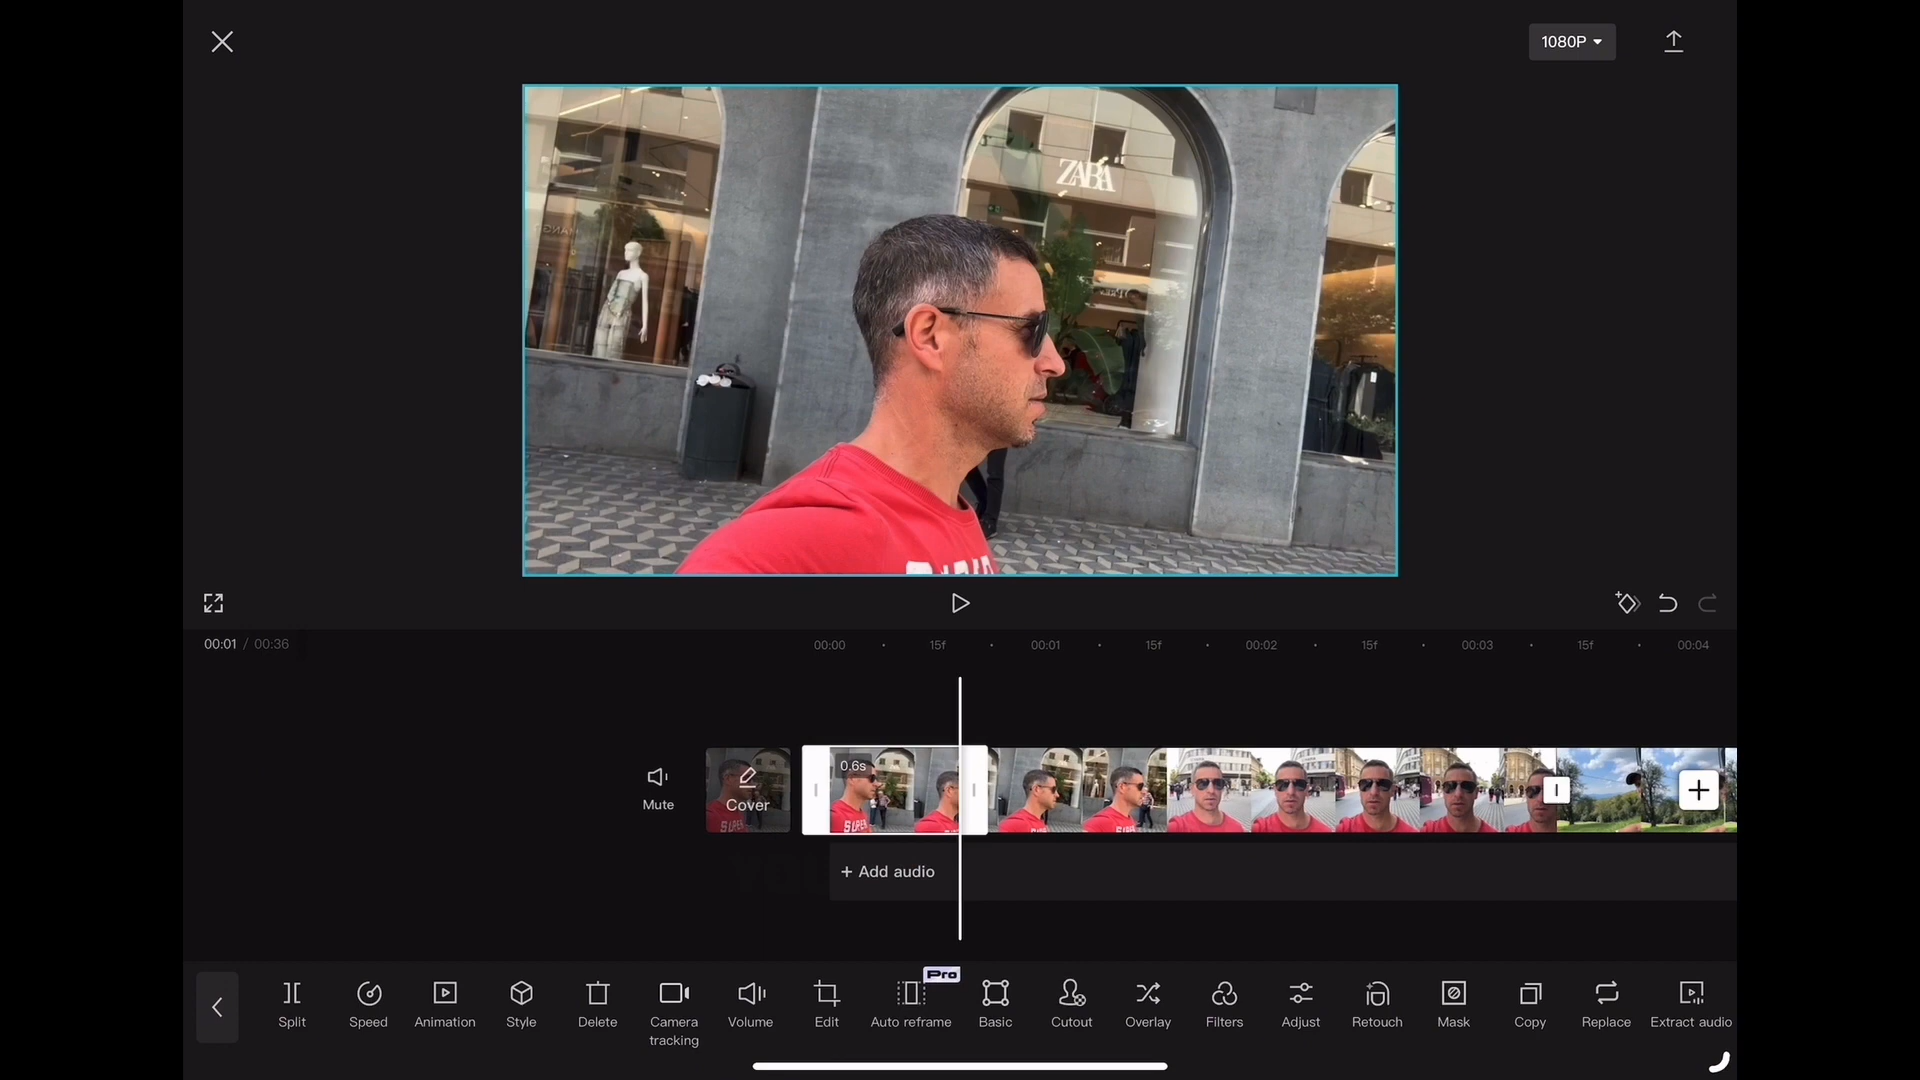 1080P
ZARA
00:01 / 00:36
00:00 15f 00:01 15f 00:02 15f 00:03 15f 00:04
0.6s
Mute
Cover
SUPER
+ Add audio
Pro
Split Speed Animation Style Delete Camera tracking Volume Edit Auto reframe Basic Cutout Overlay Filters Adjust Retouch Mask Copy Replace Extract audio